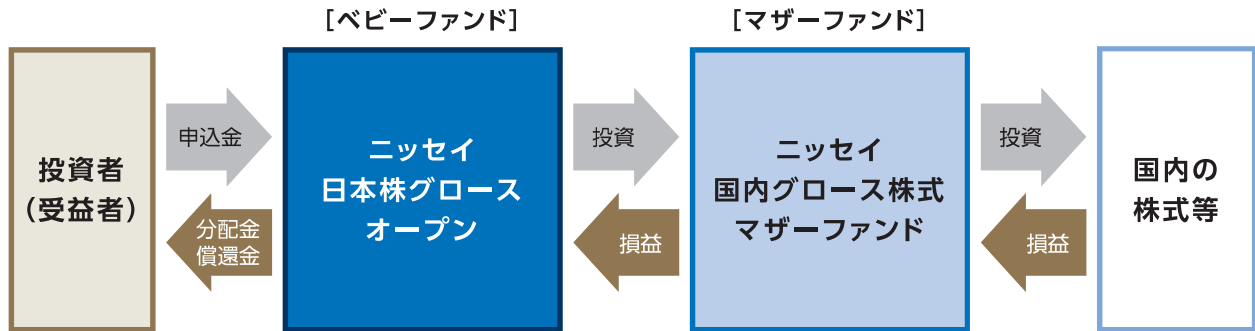 [ベビーファンド]
[マザーファンド]
投資者
(受益者)
申込金
分配金
償還金
ニッセイ
日本株グロース
オープン
投資
損益
ニッセイ
国内グロース株式
マザーファンド
投資
損益
国内の
株式等